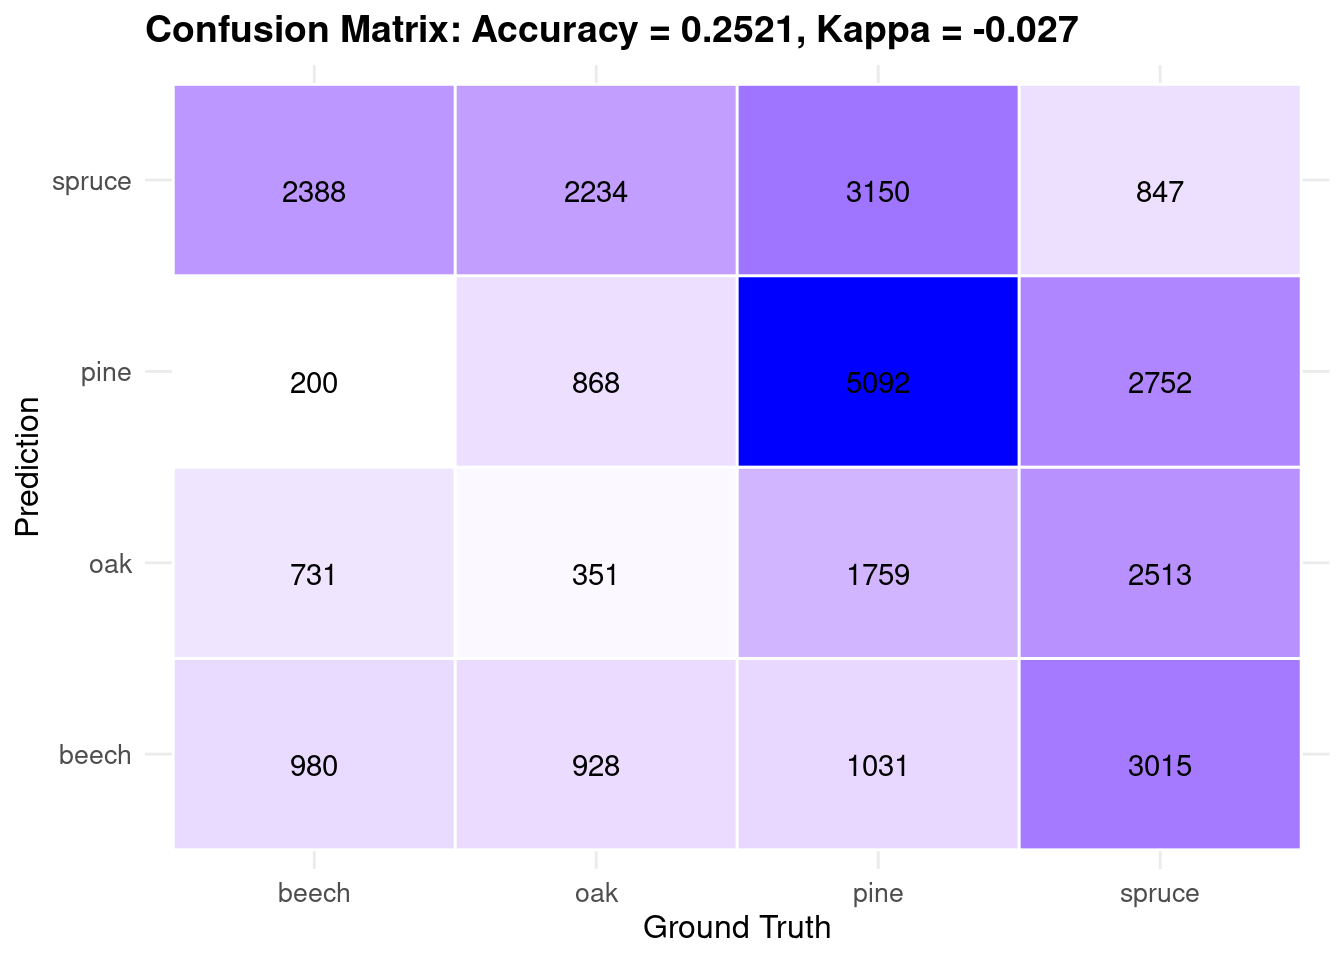 Confusion Matrix: Accuracy = 0.2521, Kappa = -0.027
spruce
2388 2234 3150 847
pine
200 868 5092 2752
Prediction
oak
731 351 1759 2513
beech
980 928 1031 3015
beech oak pine spruce
Ground Truth